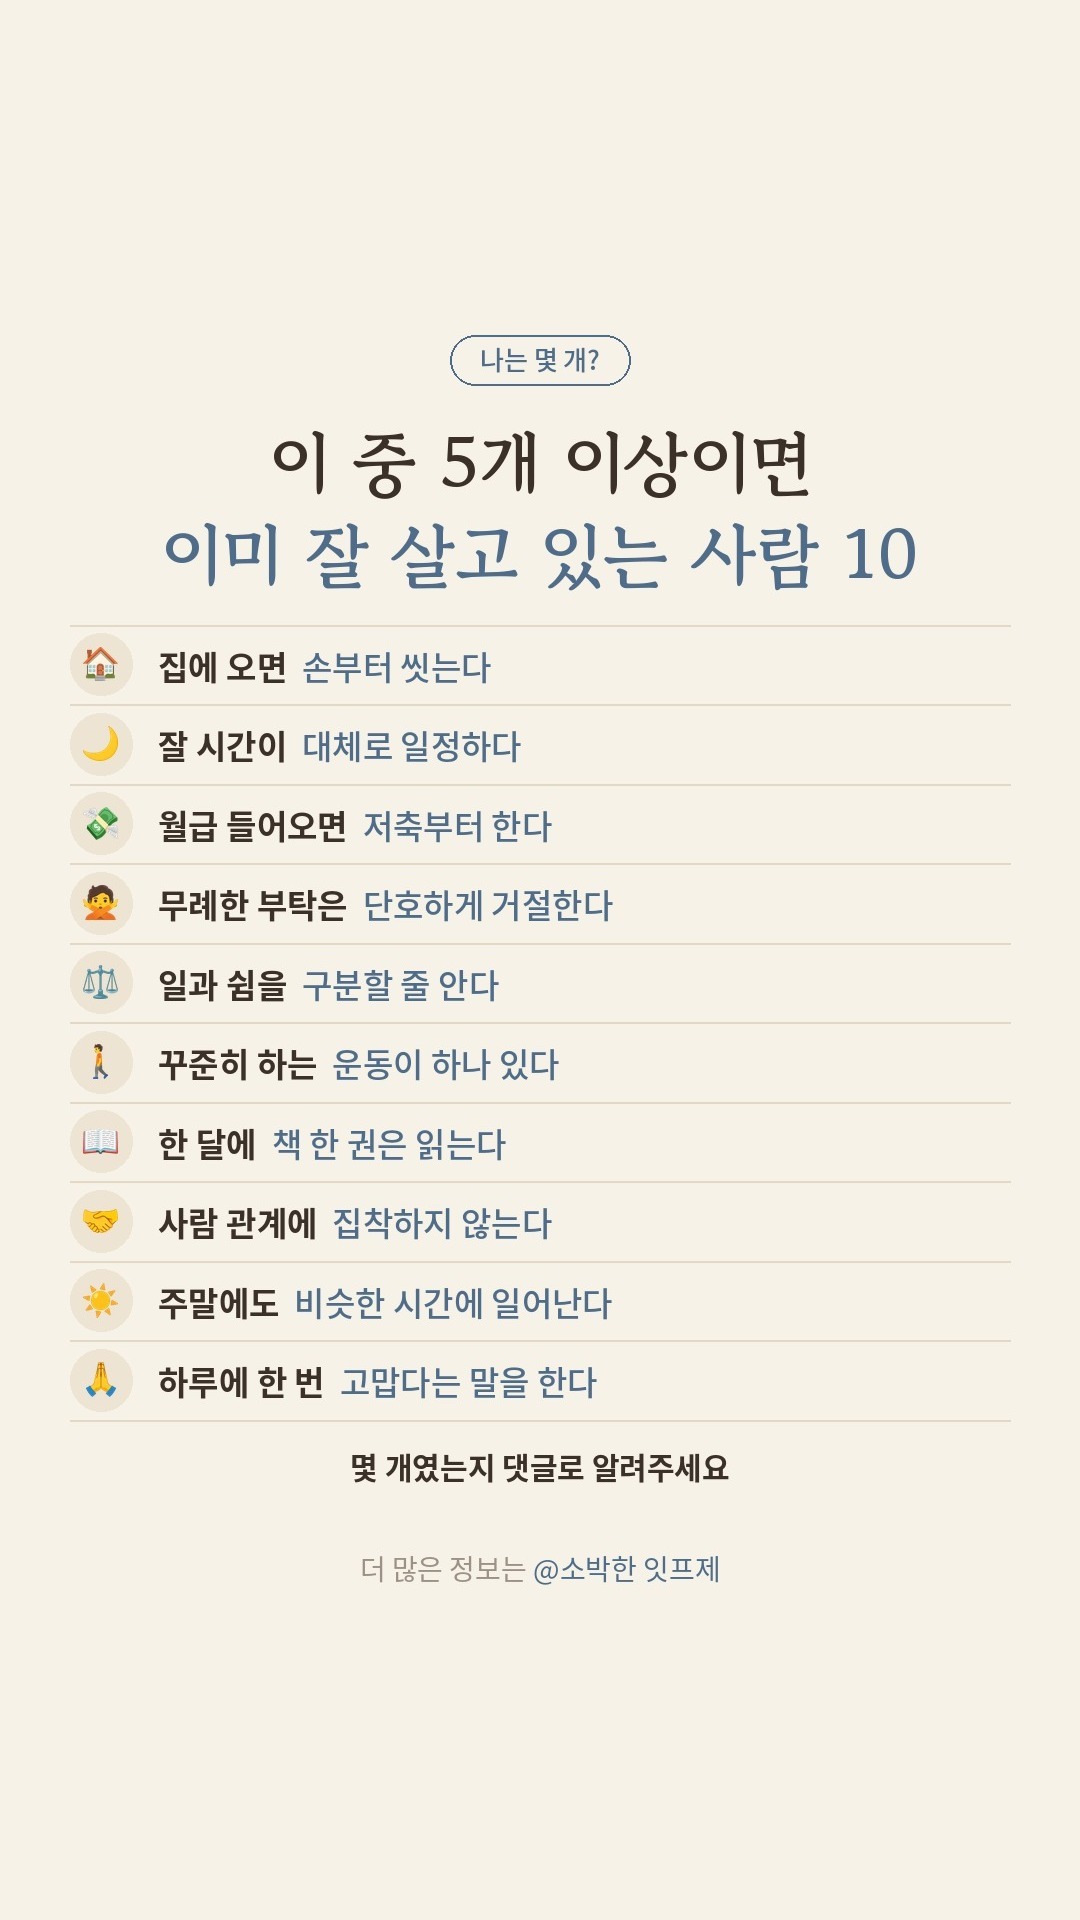 나는 몇 개?
이 중 5개 이상이면
이미 잘 살고 있는 사람 10
집에 오면 손부터 씻는다
잘 시간이 대체로 일정하다
월급 들어오면 저축부터 한다
무례한 부탁은 단호하게 거절한다
일과 쉼을 구분할 줄 안다
꾸준히 하는 운동이 하나 있다
한 달에 책 한 권은 읽는다
사람 관계에 집착하지 않는다
주말에도 비슷한 시간에 일어난다
하루에 한 번 고맙다는 말을 한다
몇 개였는지 댓글로 알려주세요
더 많은 정보는 @소박한 잇프제